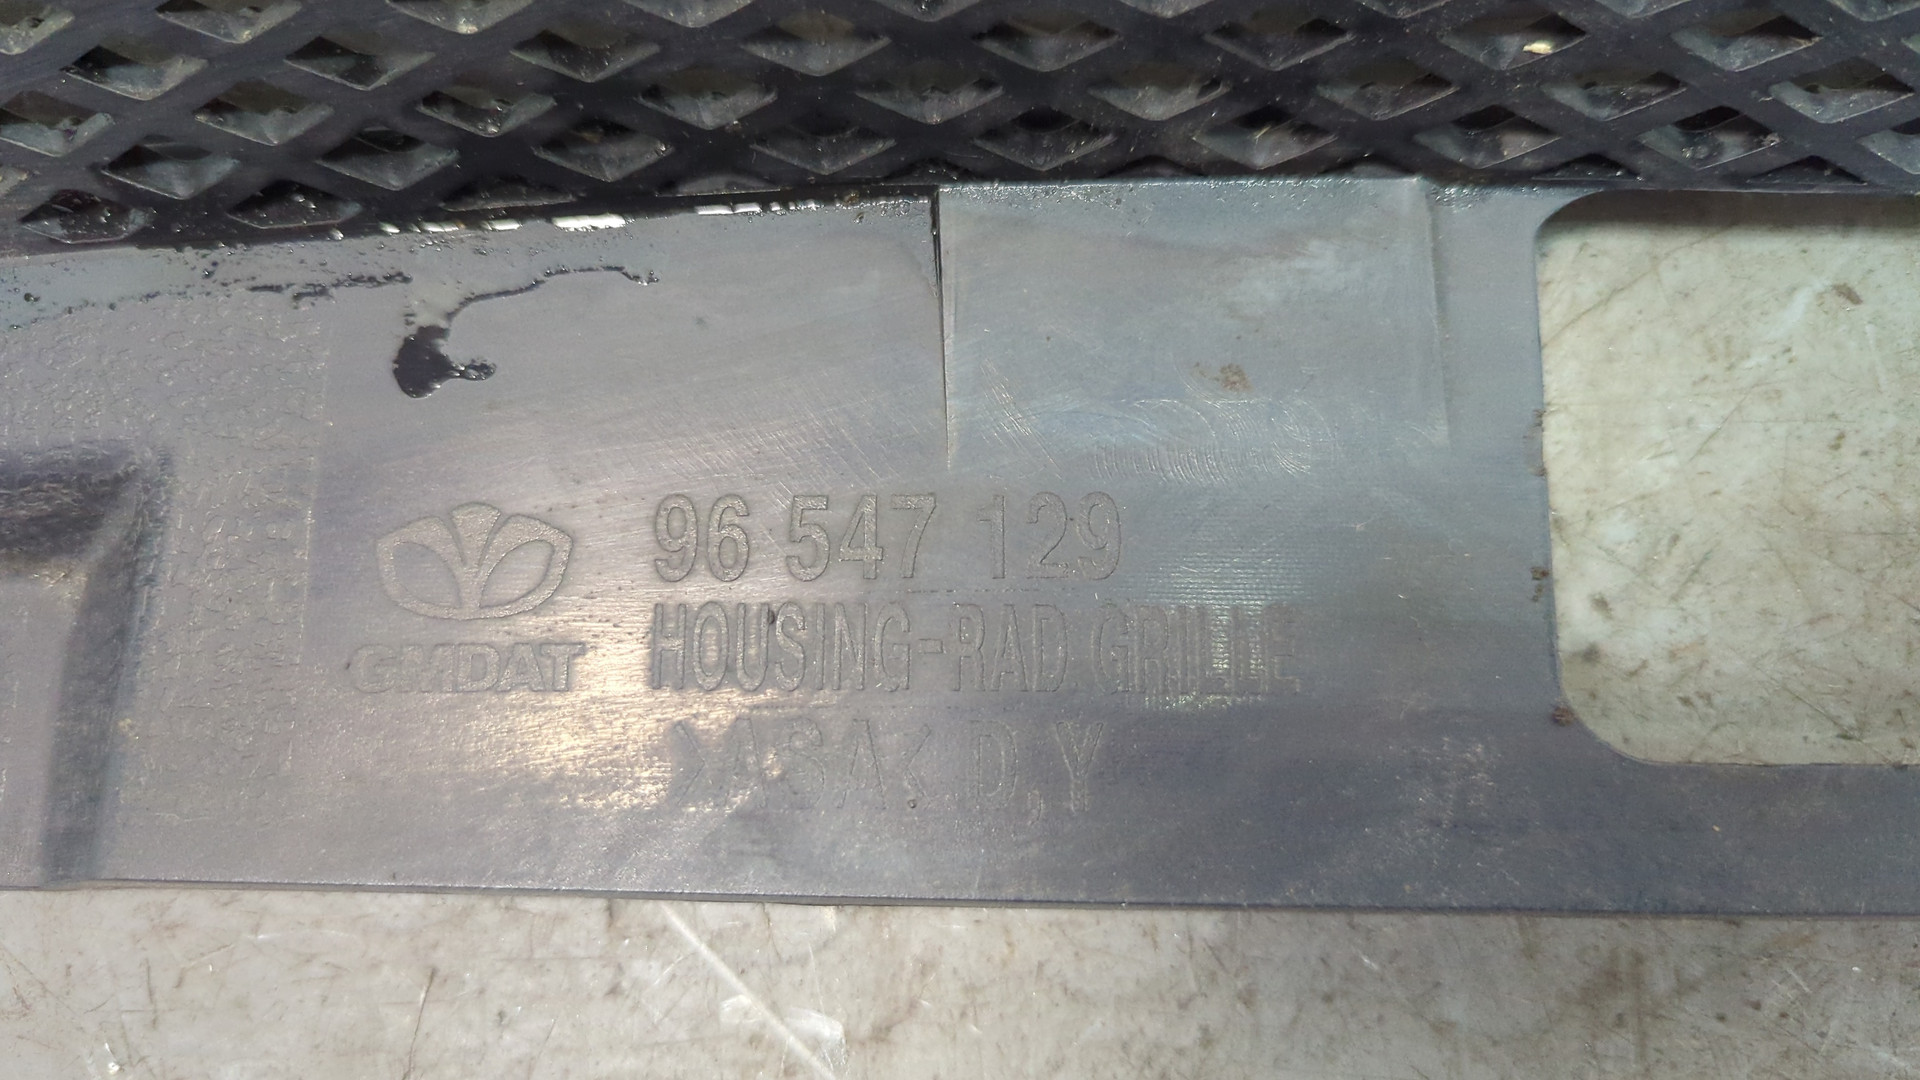 96 547 129
GMDAT HOUSING-RAD GRILLE
>ASA< D,Y